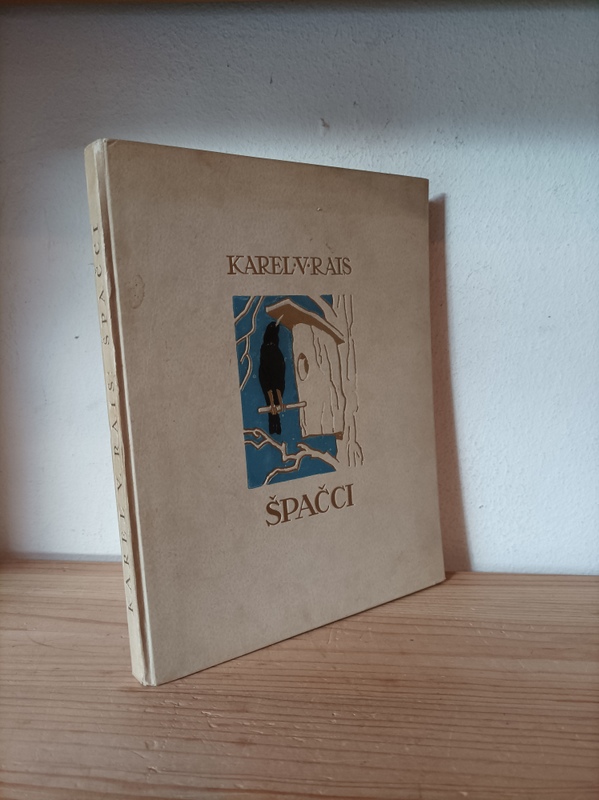 KAREL·V·RAIS
ŠPAČCI
KAREL V. RAIS: ŠPAČCI